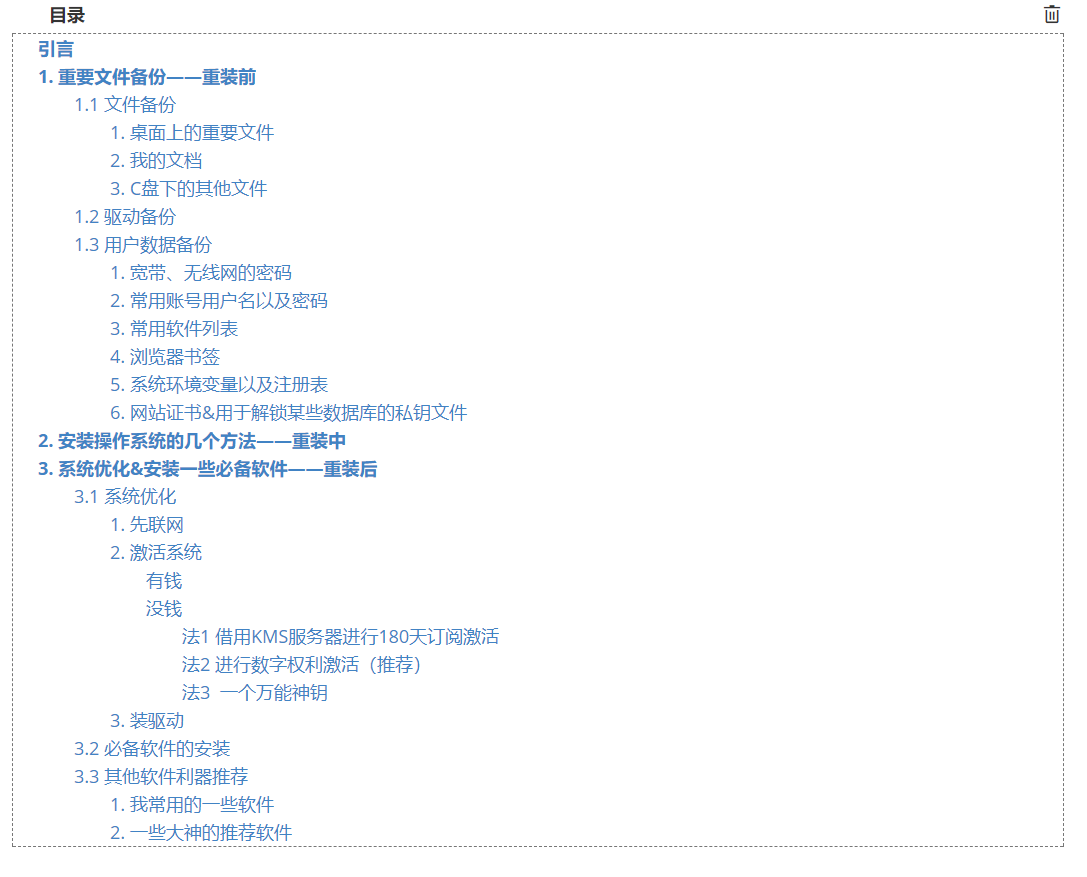 目录
引言
1. 重要文件备份——重装前
1.1 文件备份
1. 桌面上的重要文件
2. 我的文档
3. C盘下的其他文件
1.2 驱动备份
1.3 用户数据备份
1. 宽带、无线网的密码
2. 常用账号用户名以及密码
3. 常用软件列表
4. 浏览器书签
5. 系统环境变量以及注册表
6. 网站证书&用于解锁某些数据库的私钥文件
2. 安装操作系统的几个方法——重装中
3. 系统优化&安装一些必备软件——重装后
3.1 系统优化
1. 先联网
2. 激活系统
有钱
没钱
法1 借用KMS服务器进行180天订阅激活
法2 进行数字权利激活（推荐）
法3  一个万能神钥
3. 装驱动
3.2 必备软件的安装
3.3 其他软件利器推荐
1. 我常用的一些软件
2. 一些大神的推荐软件